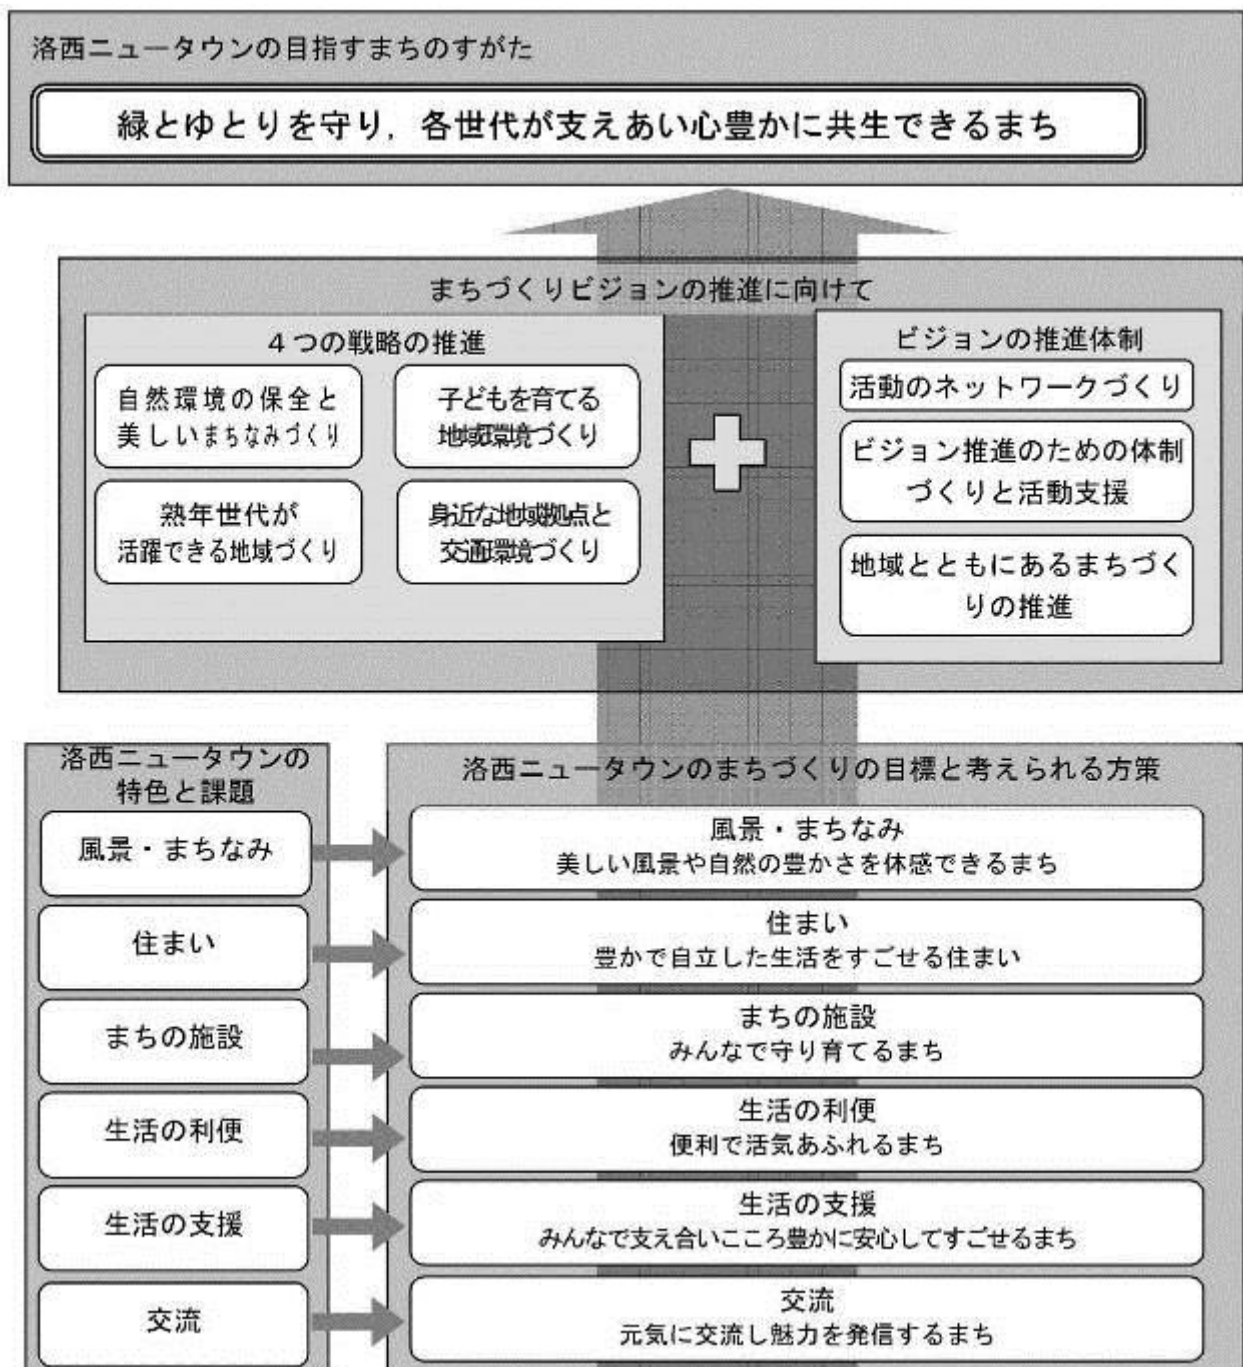 洛西ニュータウンの目指すまちのすがた
緑とゆとりを守り，各世代が支えあい心豊かに共生できるまち
まちづくりビジョンの推進に向けて
４つの戦略の推進
自然環境の保全と
美しいまちなみづくり
子どもを育てる
地域環境づくり
熟年世代が
活躍できる地域づくり
身近な地域拠点と
交通環境づくり
ビジョンの推進体制
活動のネットワークづくり
ビジョン推進のための体制
づくりと活動支援
地域とともにあるまちづく
りの推進
洛西ニュータウンの
特色と課題
風景・まちなみ
住まい
まちの施設
生活の利便
生活の支援
交流
洛西ニュータウンのまちづくりの目標と考えられる方策
風景・まちなみ
美しい風景や自然の豊かさを体感できるまち
住まい
豊かで自立した生活をすごせる住まい
まちの施設
みんなで守り育てるまち
生活の利便
便利で活気あふれるまち
生活の支援
みんなで支え合いこころ豊かに安心してすごせるまち
交流
元気に交流し魅力を発信するまち